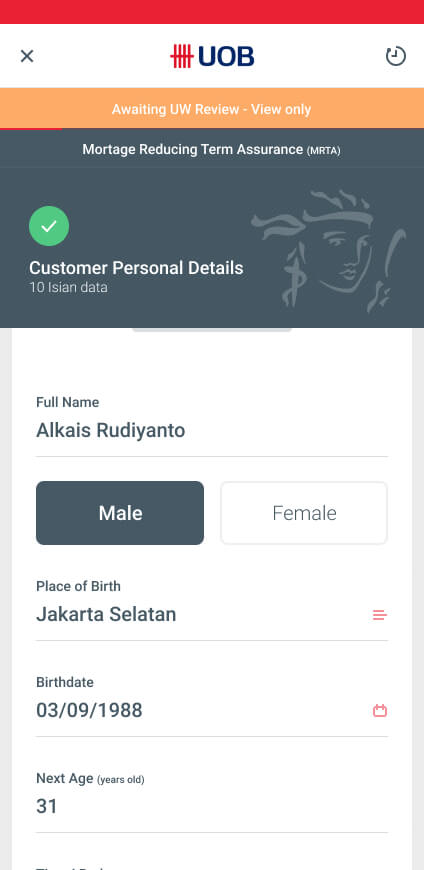 UOB
Awaiting UW Review - View only
Mortage Reducing Term Assurance (MRTA)
Customer Personal Details
10 Isian data
Full Name
Alkais Rudiyanto
Male
Female
Place of Birth
Jakarta Selatan
Birthdate
03/09/1988
Next Age (years old)
31